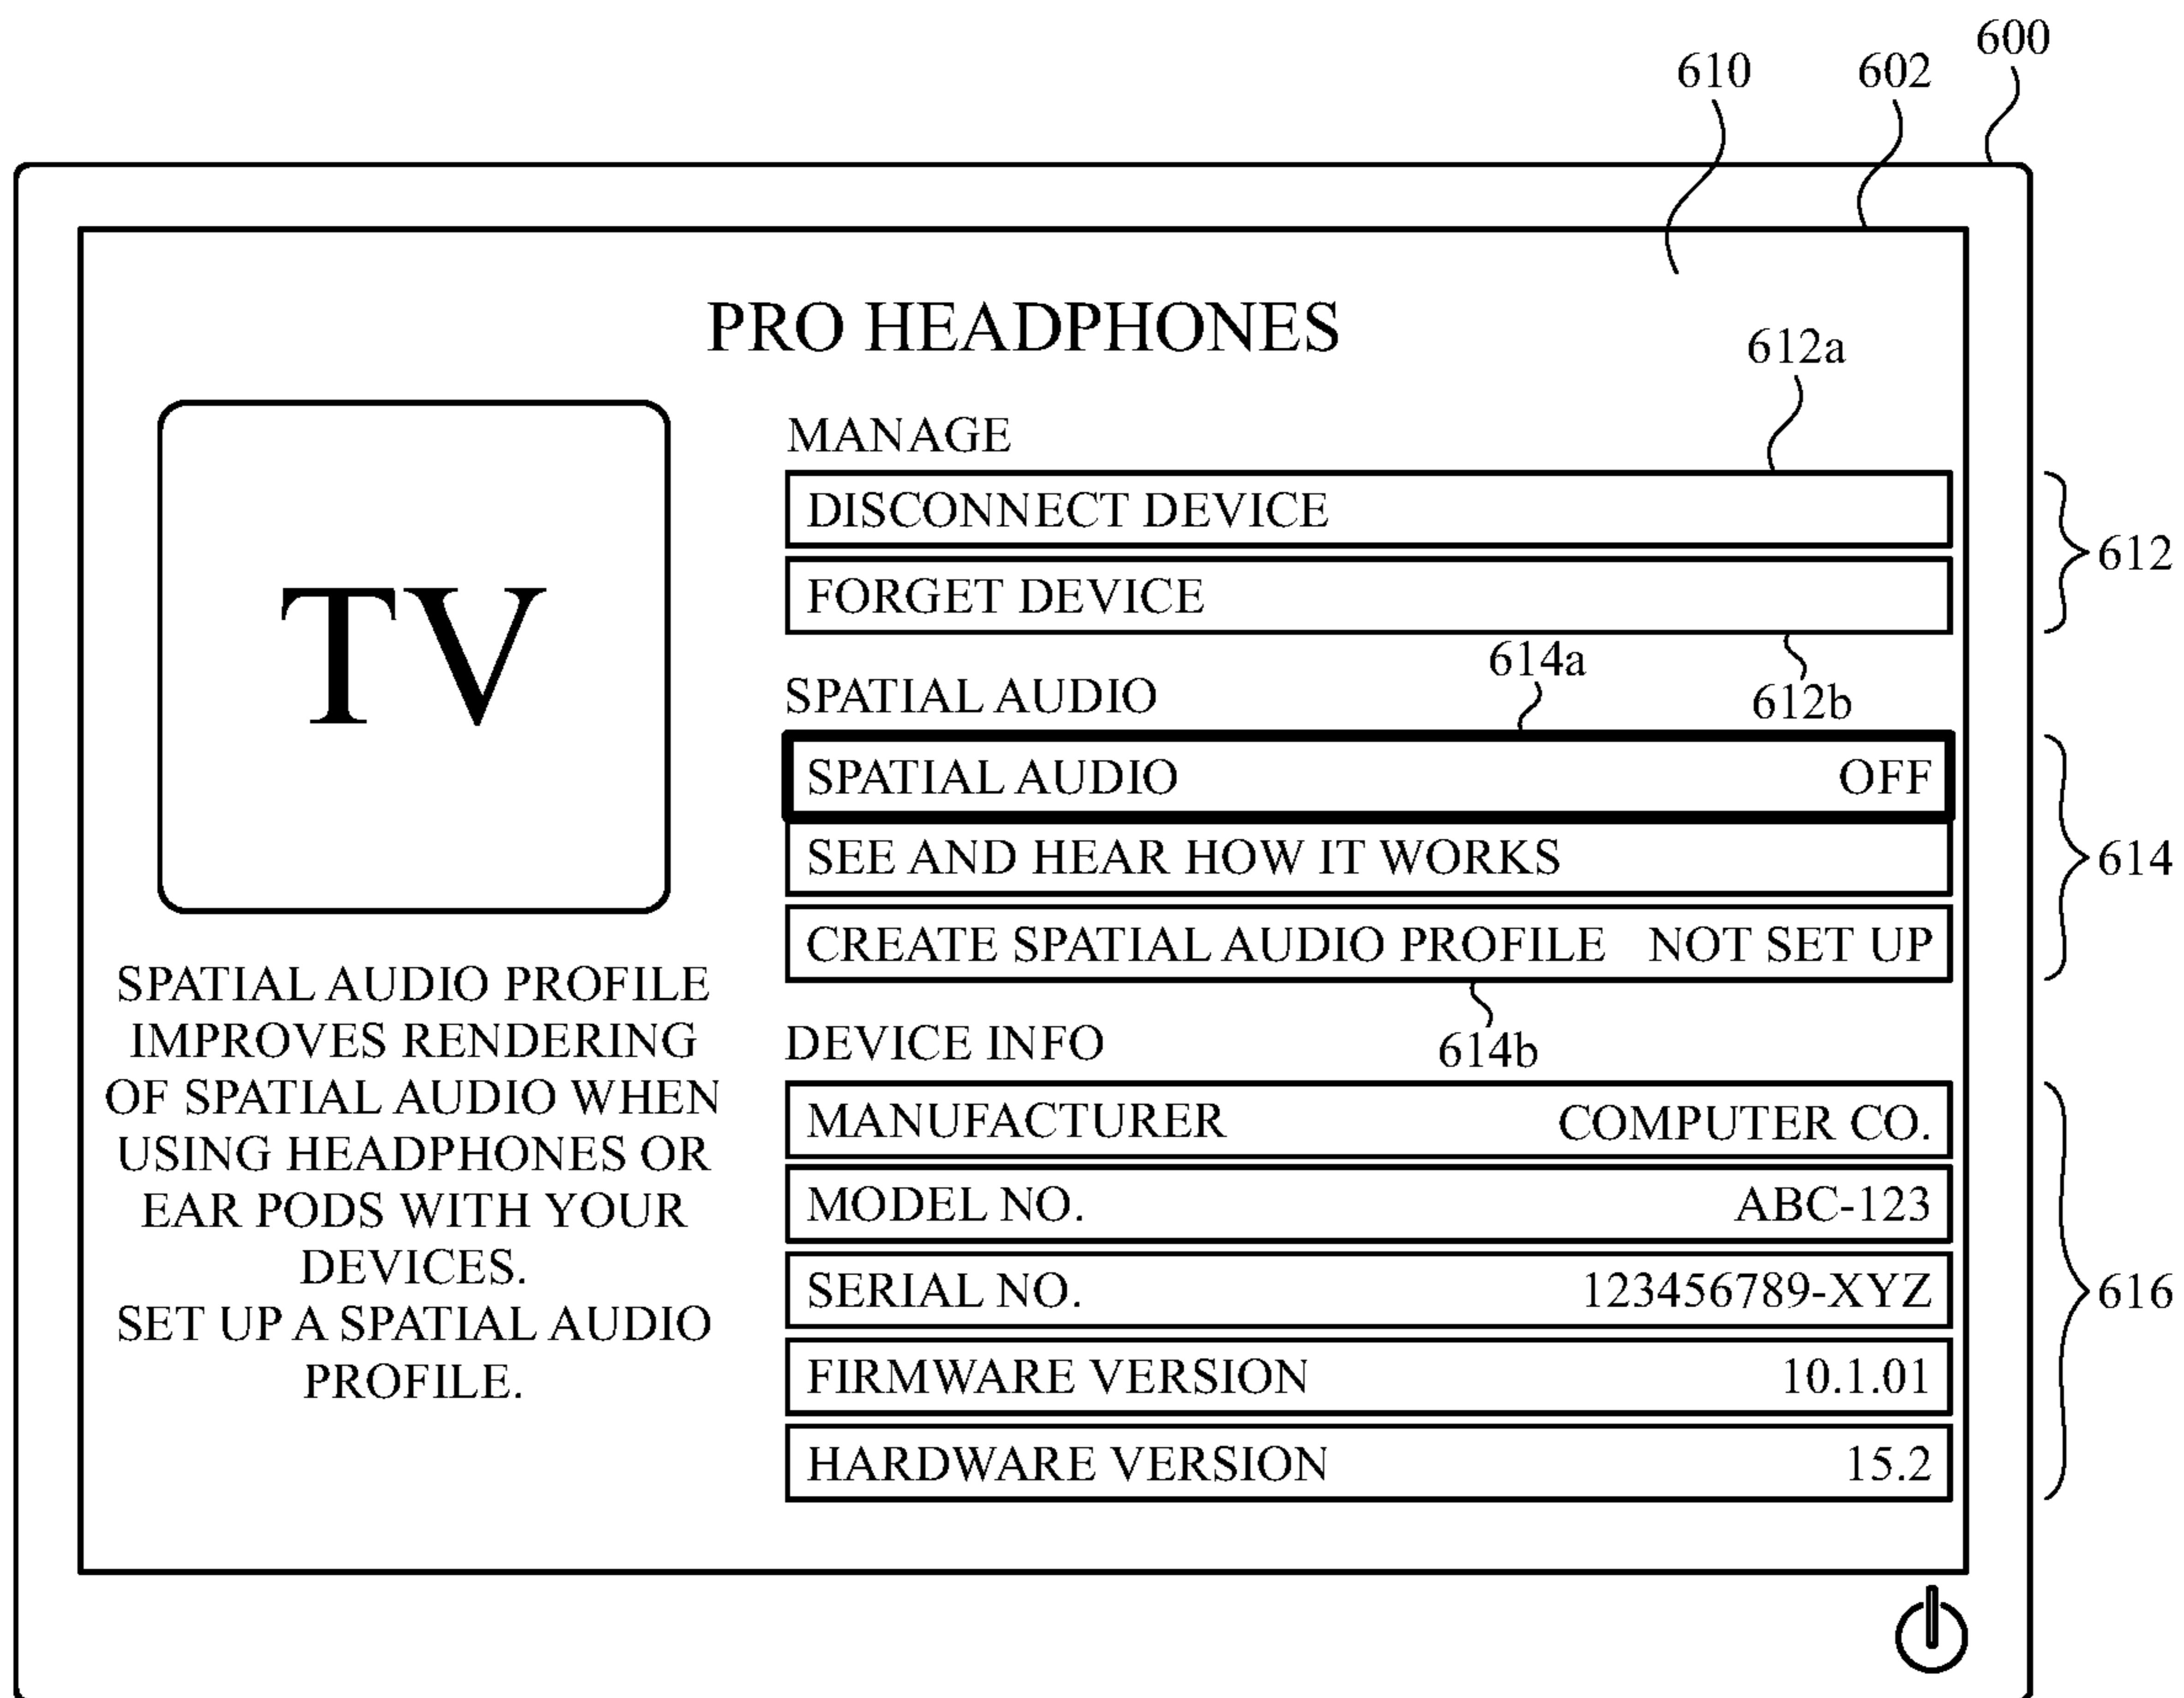 600
610
602
PRO HEADPHONES
612a
TV
MANAGE
DISCONNECT DEVICE
FORGET DEVICE
612
614a
612b
SPATIAL AUDIO
SPATIAL AUDIO OFF
SEE AND HEAR HOW IT WORKS
CREATE SPATIAL AUDIO PROFILE NOT SET UP
614
614b
SPATIAL AUDIO PROFILE
IMPROVES RENDERING
OF SPATIAL AUDIO WHEN
USING HEADPHONES OR
EAR PODS WITH YOUR
DEVICES.
SET UP A SPATIAL AUDIO
PROFILE.
DEVICE INFO
MANUFACTURER COMPUTER CO.
MODEL NO. ABC-123
SERIAL NO. 123456789-XYZ
FIRMWARE VERSION 10.1.01
HARDWARE VERSION 15.2
616